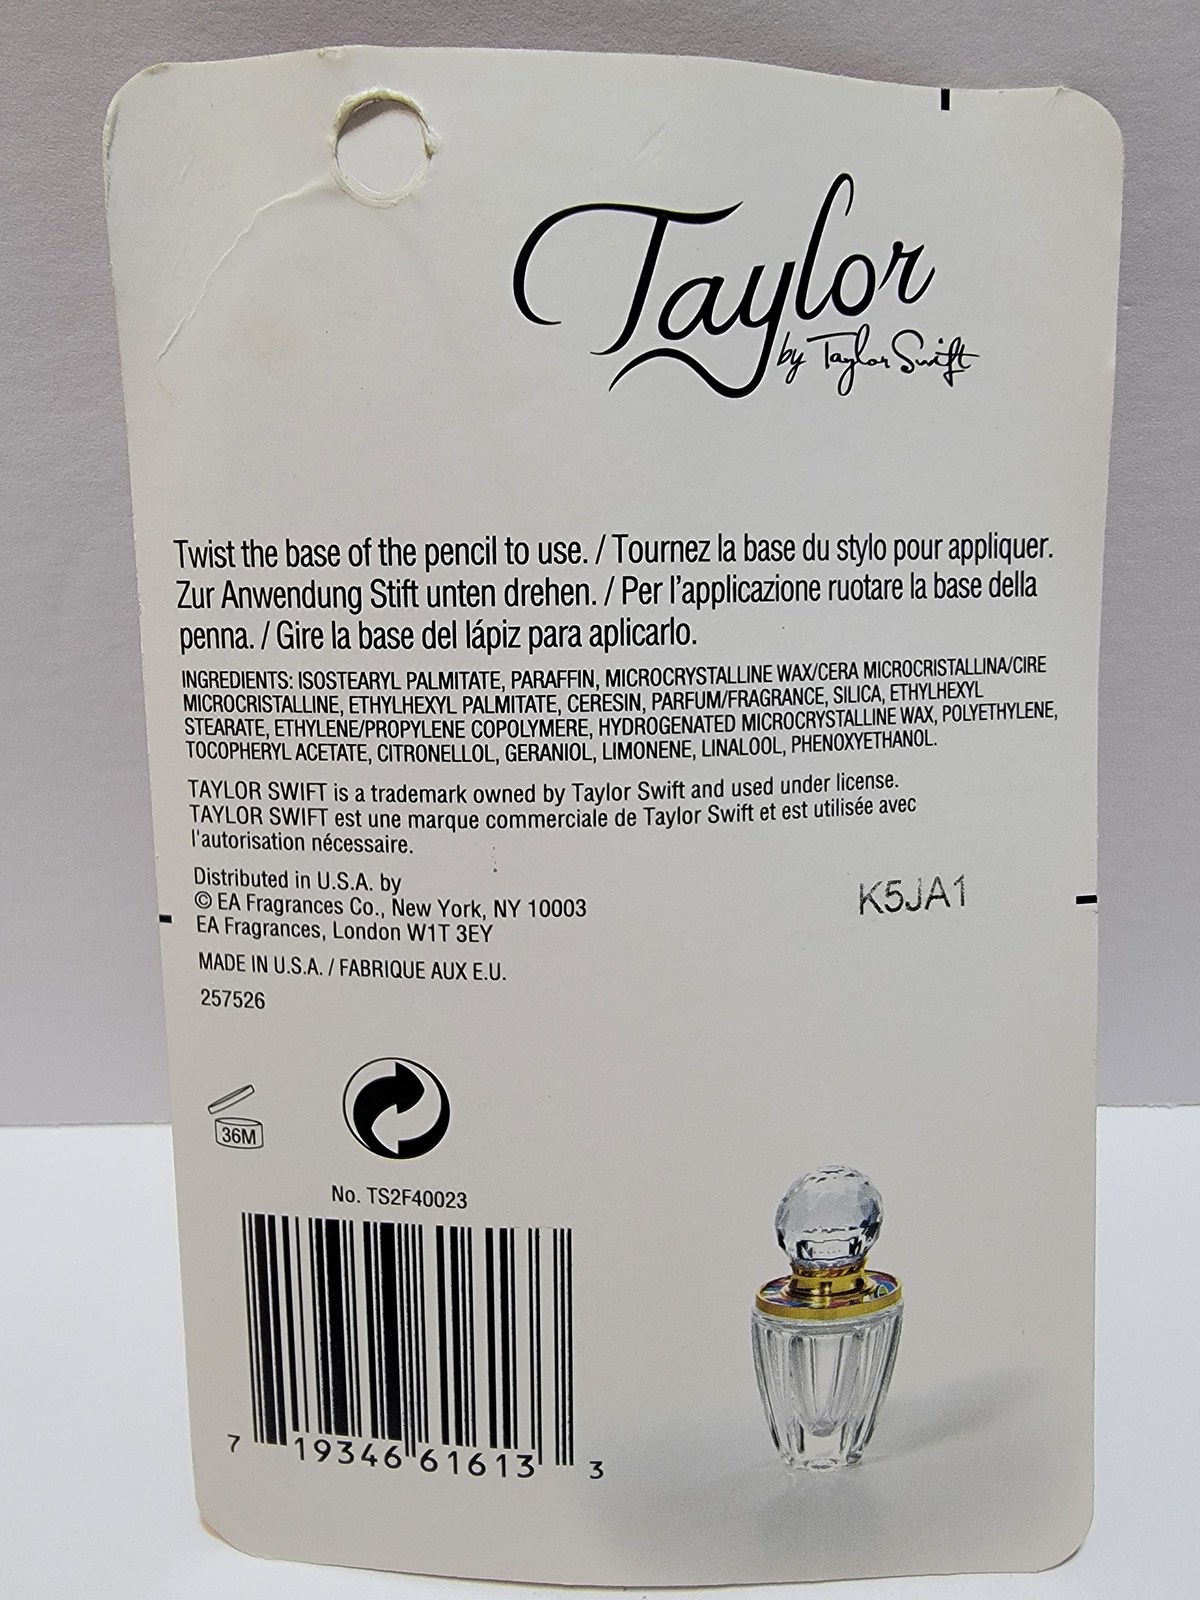 Taylor
by Taylor Swift
Twist the base of the pencil to use. / Tournez la base du stylo pour appliquer.
Zur Anwendung Stift unten drehen. / Per l'applicazione ruotare la base della
penna. / Gire la base del lápiz para aplicarlo.
INGREDIENTS: ISOSTEARYL PALMITATE, PARAFFIN, MICROCRYSTALLINE WAX/CERA MICROCRISTALLINA/CIRE
MICROCRISTALLINE, ETHYLHEXYL PALMITATE, CERESIN, PARFUM/FRAGRANCE, SILICA, ETHYLHEXYL
STEARATE, ETHYLENE/PROPYLENE COPOLYMERE, HYDROGENATED MICROCRYSTALLINE WAX, POLYETHYLENE,
TOCOPHERYL ACETATE, CITRONELLOL, GERANIOL, LIMONENE, LINALOOL, PHENOXYETHANOL.
TAYLOR SWIFT is a trademark owned by Taylor Swift and used under license.
TAYLOR SWIFT est une marque commerciale de Taylor Swift et est utilisée avec
l'autorisation nécessaire.
Distributed in U.S.A. by
© EA Fragrances Co., New York, NY 10003
EA Fragrances, London W1T 3EY
K5JA1
MADE IN U.S.A. / FABRIQUE AUX E.U.
257526
36M
No. TS2F40023
7 19346 61613 3